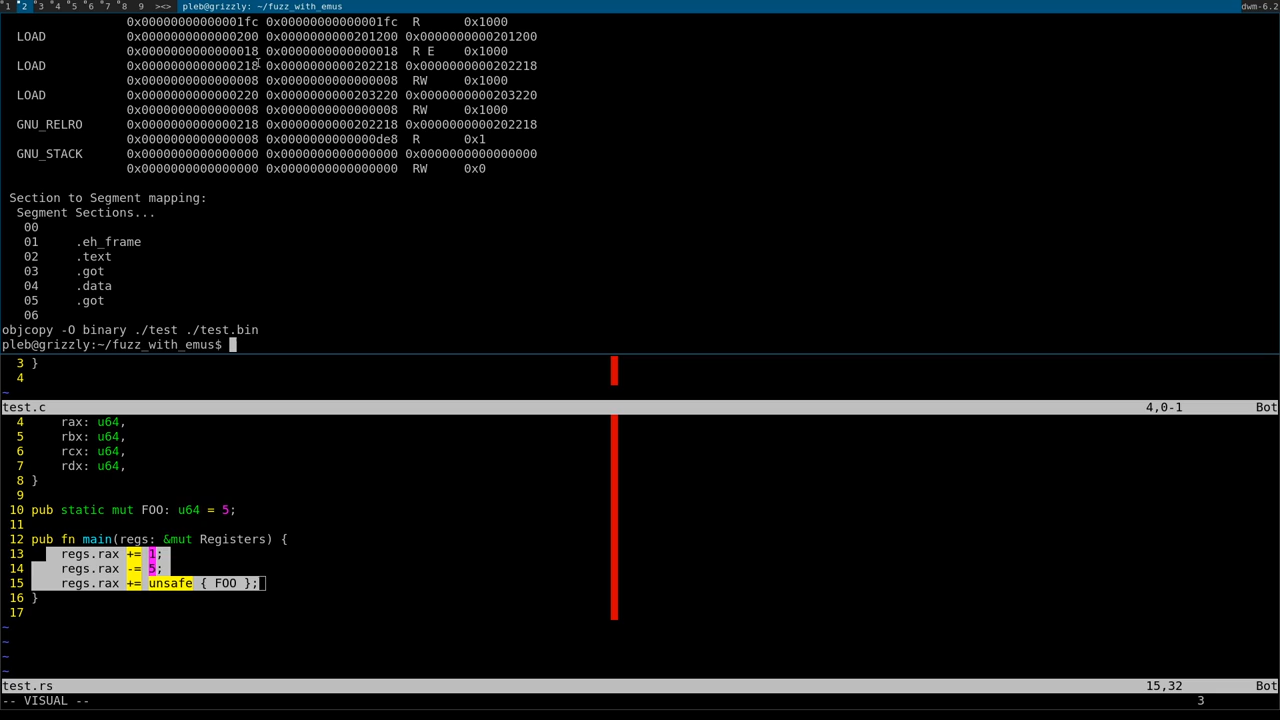 1 2 3 4 5 6 7 8 9 ><> pleb@grizzly: ~/fuzz_with_emus dwm-6.2
0x00000000000001fc 0x00000000000001fc  R      0x1000
LOAD           0x0000000000000200 0x0000000000201200 0x0000000000201200
0x0000000000000018 0x0000000000000018  R E    0x1000
LOAD           0x0000000000000218 0x0000000000202218 0x0000000000202218
0x0000000000000008 0x0000000000000008  RW     0x1000
LOAD           0x0000000000000220 0x0000000000203220 0x0000000000203220
0x0000000000000008 0x0000000000000008  RW     0x1000
GNU_RELRO      0x0000000000000218 0x0000000000202218 0x0000000000202218
0x0000000000000008 0x0000000000000de8  R      0x1
GNU_STACK      0x0000000000000000 0x0000000000000000 0x0000000000000000
0x0000000000000000 0x0000000000000000  RW     0x0
Section to Segment mapping:
Segment Sections...
00
01     .eh_frame
02     .text
03     .got
04     .data
05     .got
06
objcopy -O binary ./test ./test.bin
pleb@grizzly:~/fuzz_with_emus$
3 }
4
~
test.c 4,0-1 Bot
4     rax: u64,
5     rbx: u64,
6     rcx: u64,
7     rdx: u64,
8 }
9
10 pub static mut FOO: u64 = 5;
11
12 pub fn main(regs: &mut Registers) {
13     regs.rax += 1;
14     regs.rax -= 5;
15     regs.rax += unsafe { FOO };
16 }
17
~
~
~
~
test.rs 15,32 Bot
-- VISUAL -- 3